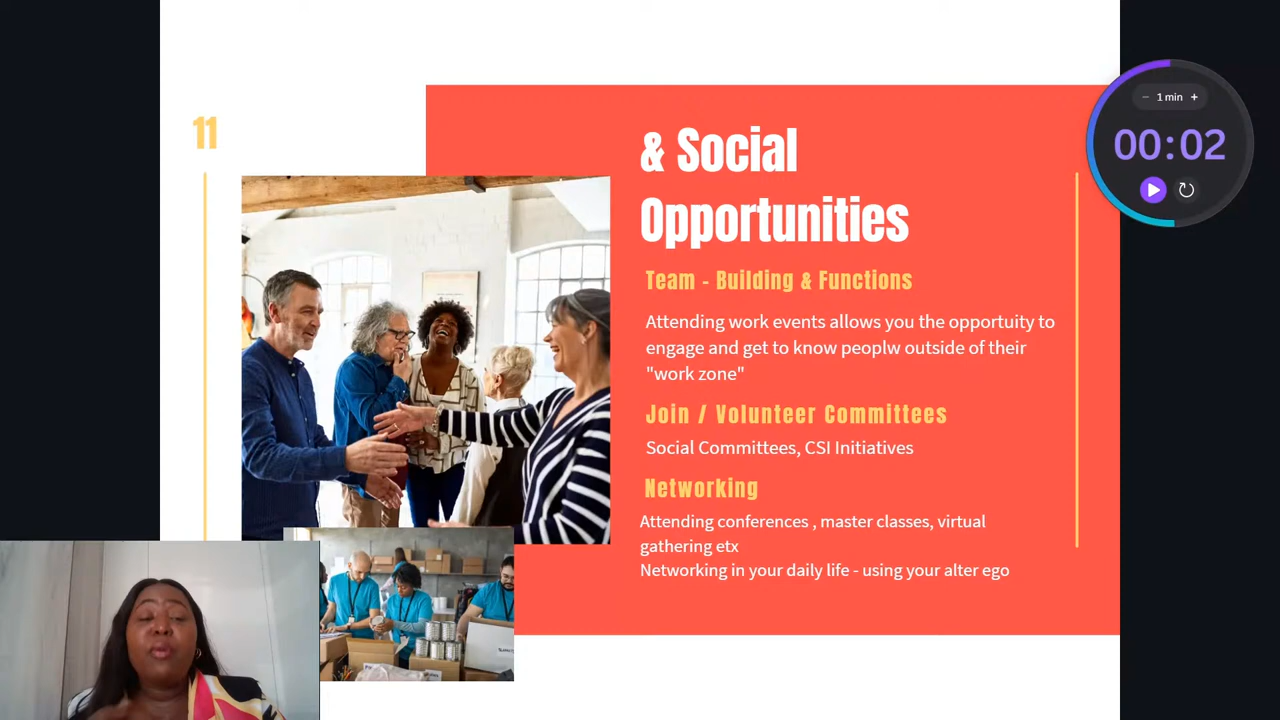 11
& Social
Opportunities
Team - Building & Functions
Attending work events allows you the opportuity to
engage and get to know peoplw outside of their
"work zone"
Join / Volunteer Committees
Social Committees, CSI Initiatives
Networking
Attending conferences , master classes, virtual
gathering etx
Networking in your daily life - using your alter ego
− 1 min +
00:02